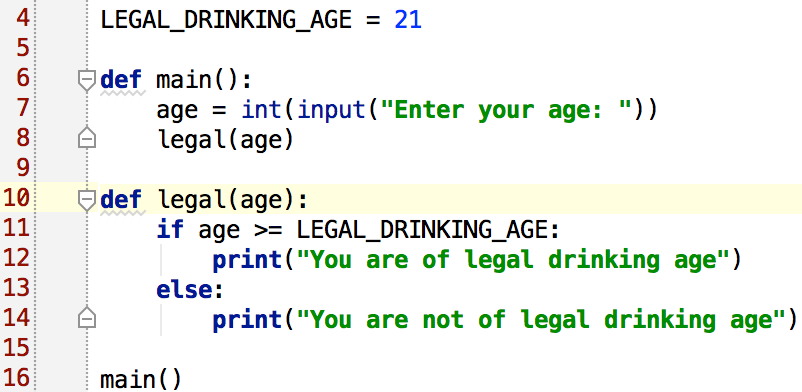 4 LEGAL_DRINKING_AGE = 21
5
6 def main():
7     age = int(input("Enter your age: "))
8     legal(age)
9
10 def legal(age):
11     if age >= LEGAL_DRINKING_AGE:
12         print("You are of legal drinking age")
13     else:
14         print("You are not of legal drinking age")
15
16 main()